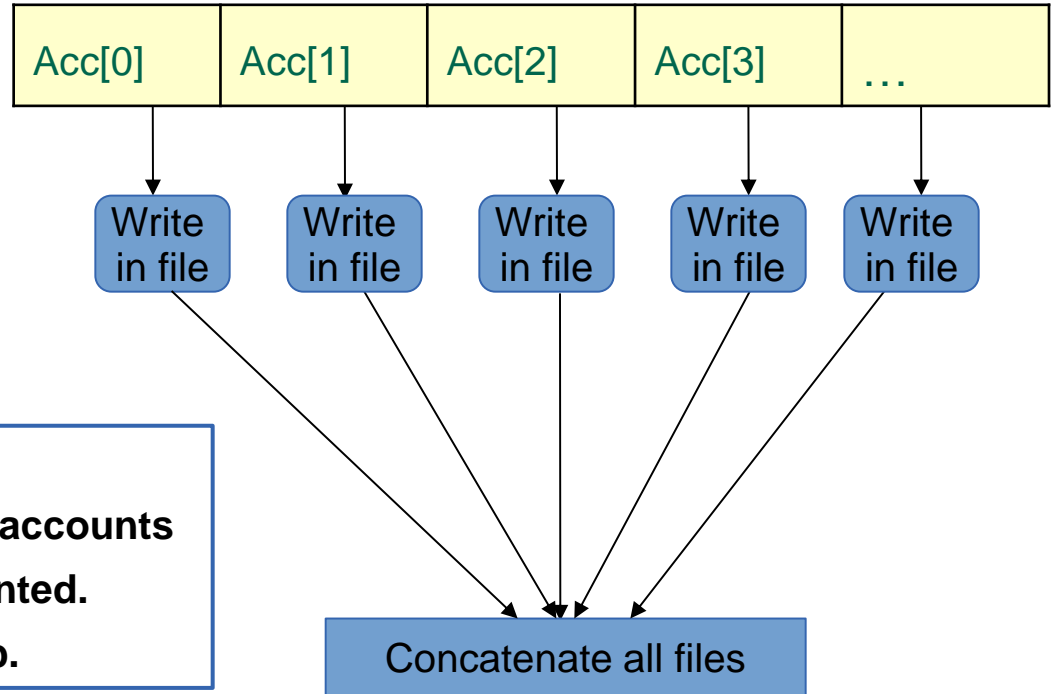 Acc[0] Acc[1] Acc[2] Acc[3] ...
Write Write Write Write Write
in file in file in file in file in file
accounts
nted.
Concatenate all files